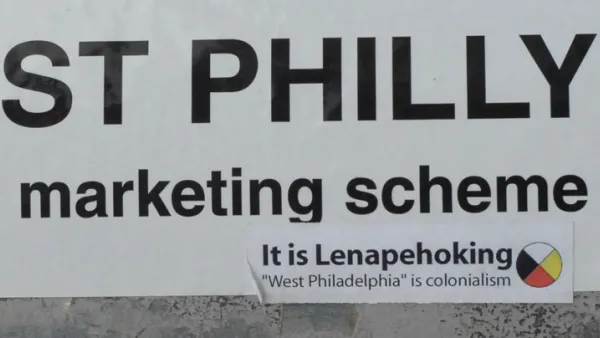 ST PHILLY
marketing scheme
It is Lenapehoking
"West Philadelphia" is colonialism